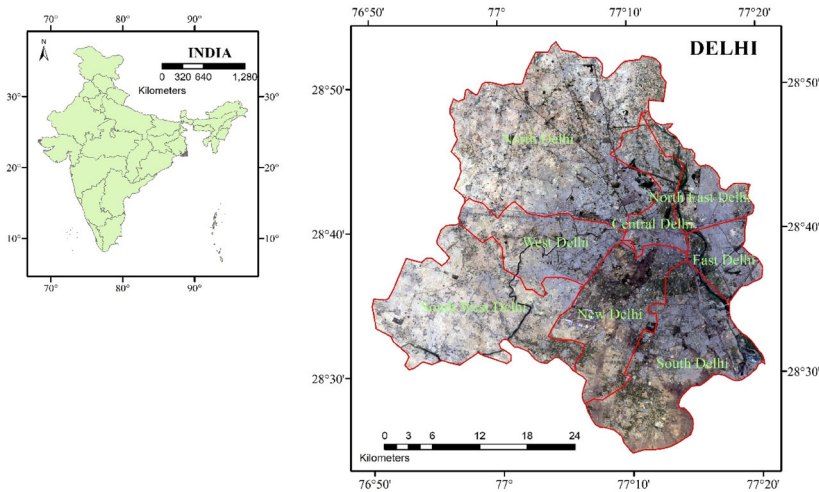 70° 80° 90°
N
INDIA
0 320 640 1,280
Kilometers
30° 30°
20° 20°
10° 10°
70° 80° 90°
76°50' 77° 77°10' 77°20'
DELHI
28°50' 28°50'
North Delhi
North East Delhi
28°40' 28°40'
Central Delhi
West Delhi
East Delhi
South West Delhi
New Delhi
South Delhi
28°30' 28°30'
0 3 6 12 18 24
Kilometers
76°50' 77° 77°10' 77°20'